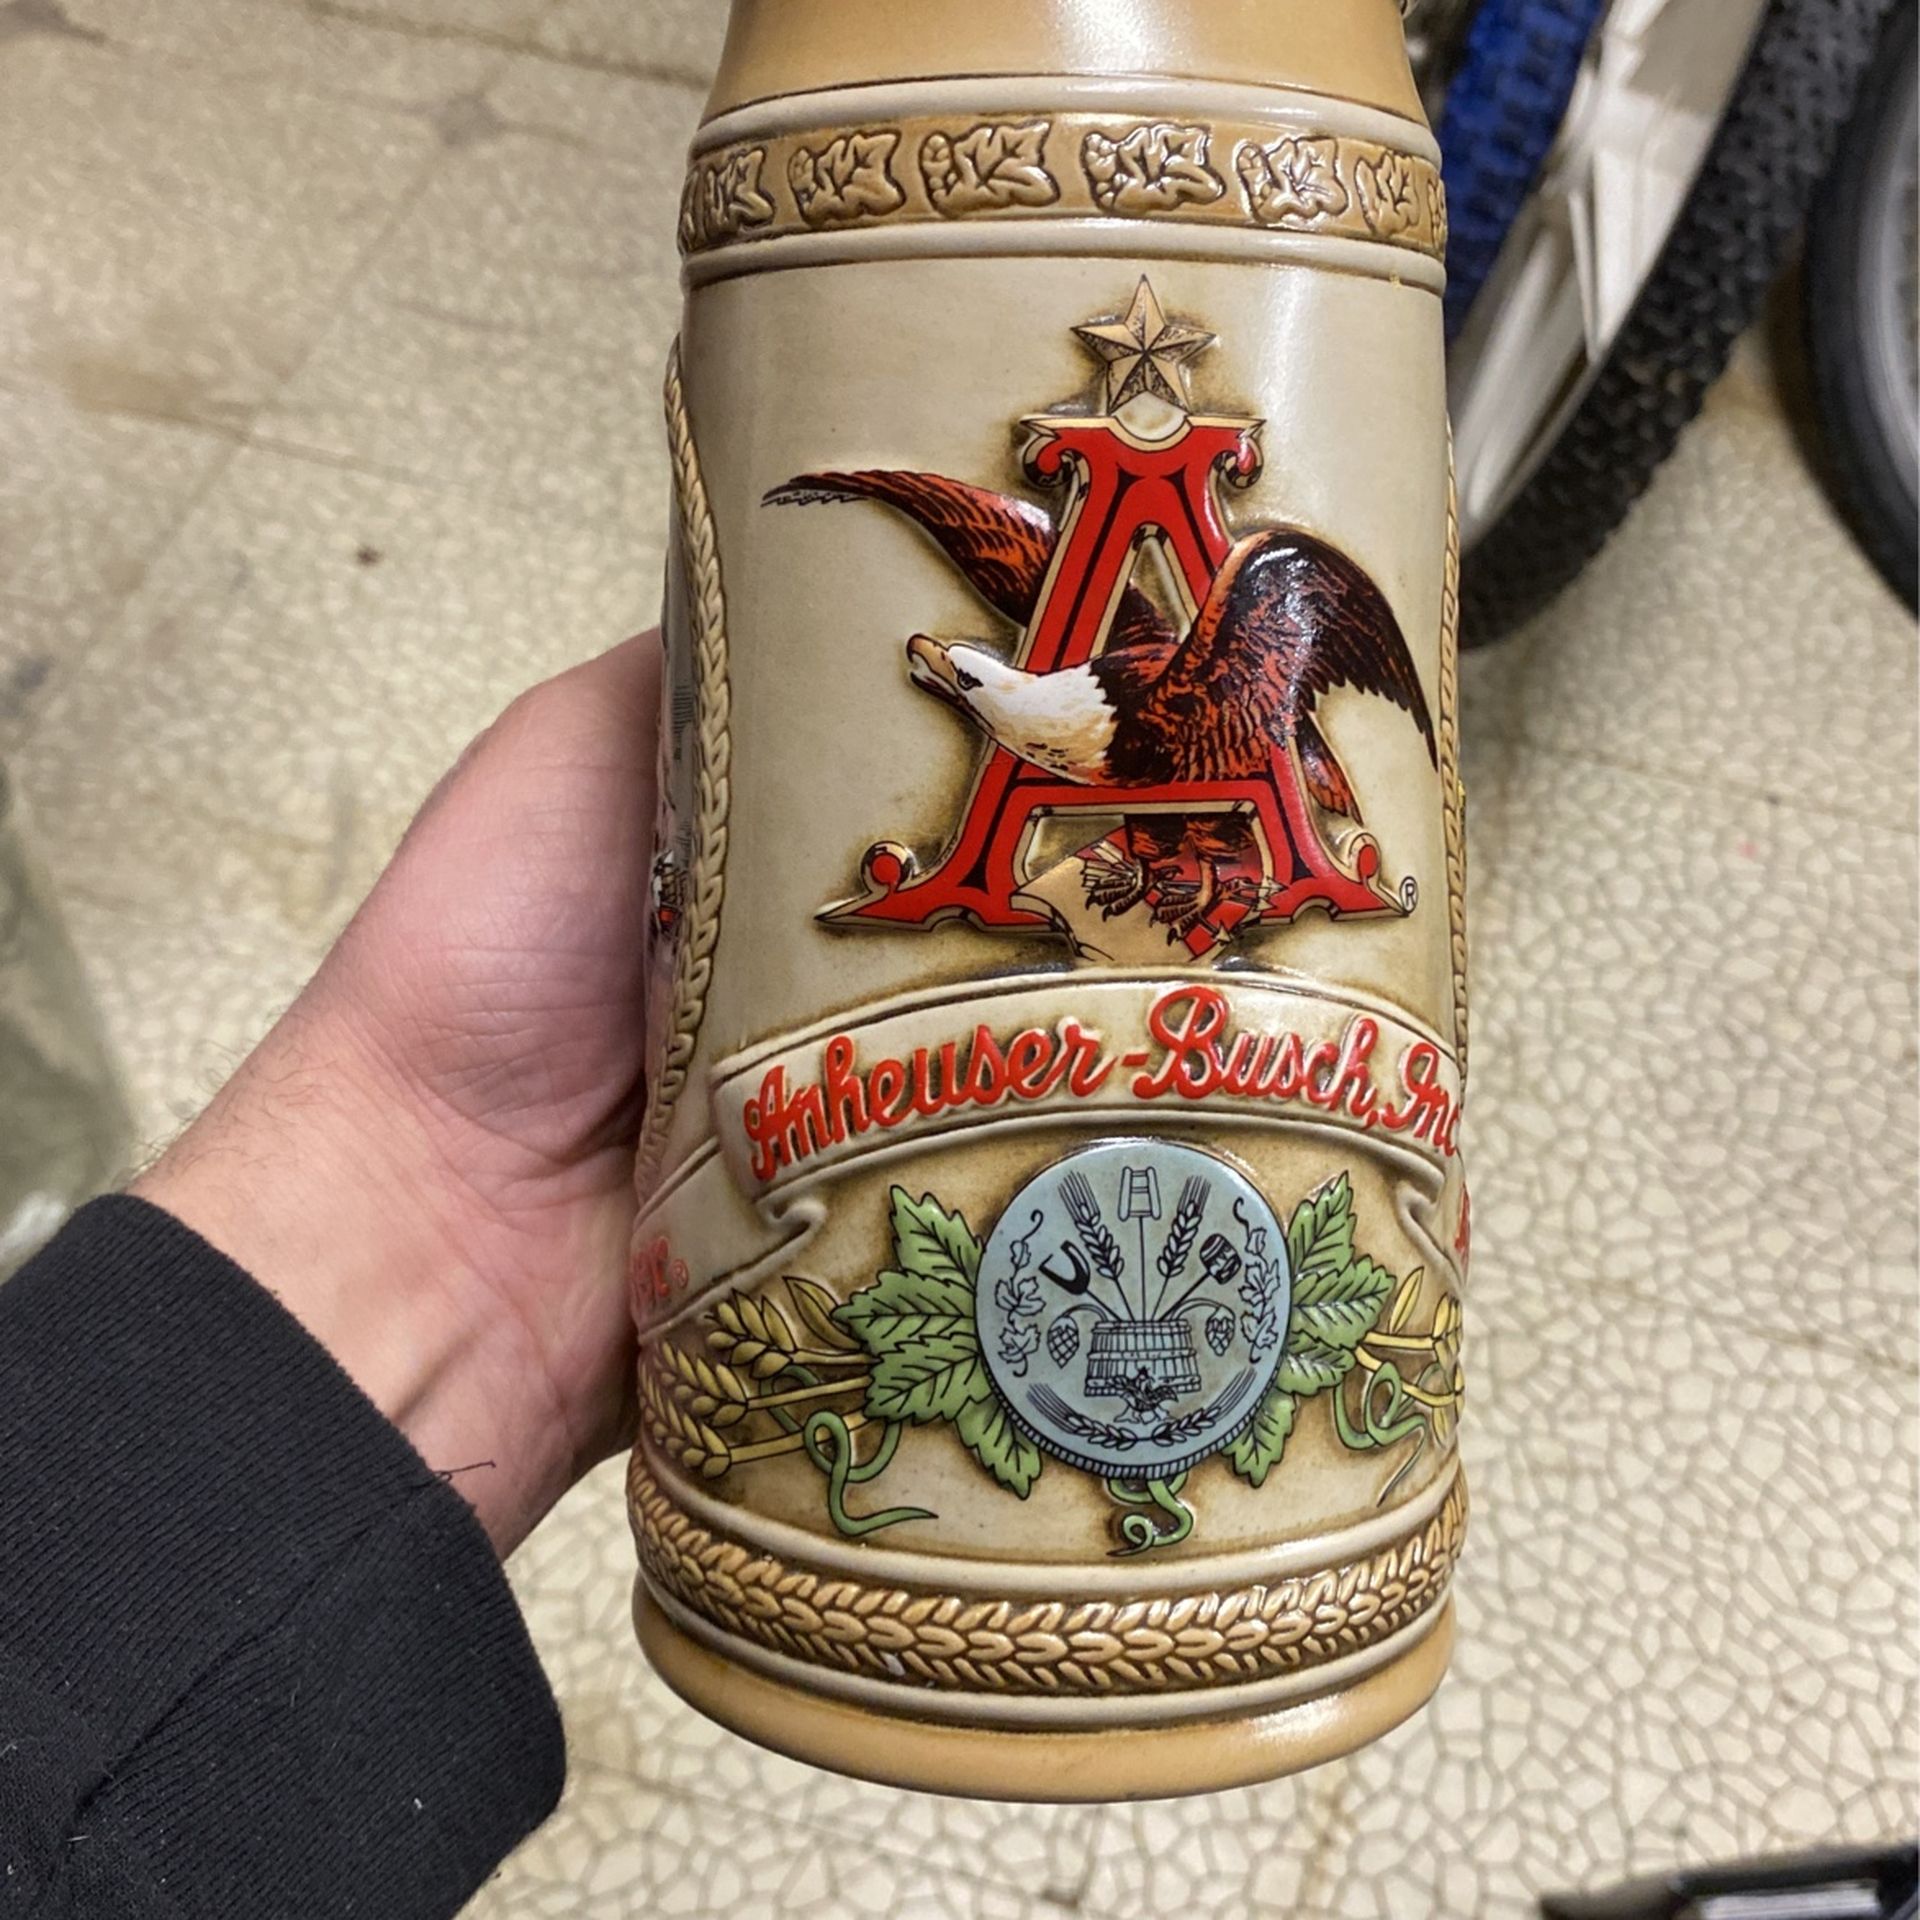 A
®
Anheuser-Busch, Inc
®